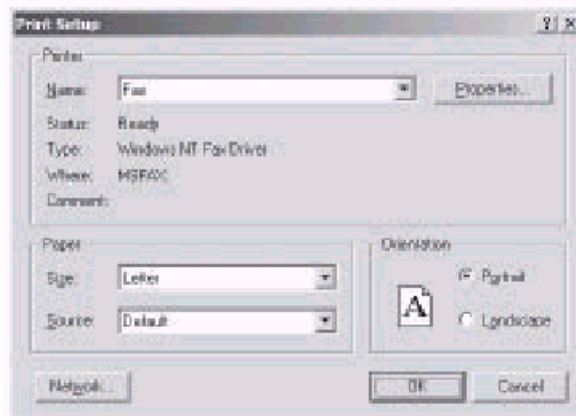 Print Setup
Printer
Name: Fax Properties...
Status: Ready
Type: Windows NT Fax Driver
Where: MSFAX:
Comment:
Paper
Size: Letter
Source: Default
Orientation
A
Portrait
Landscape
Network... OK Cancel